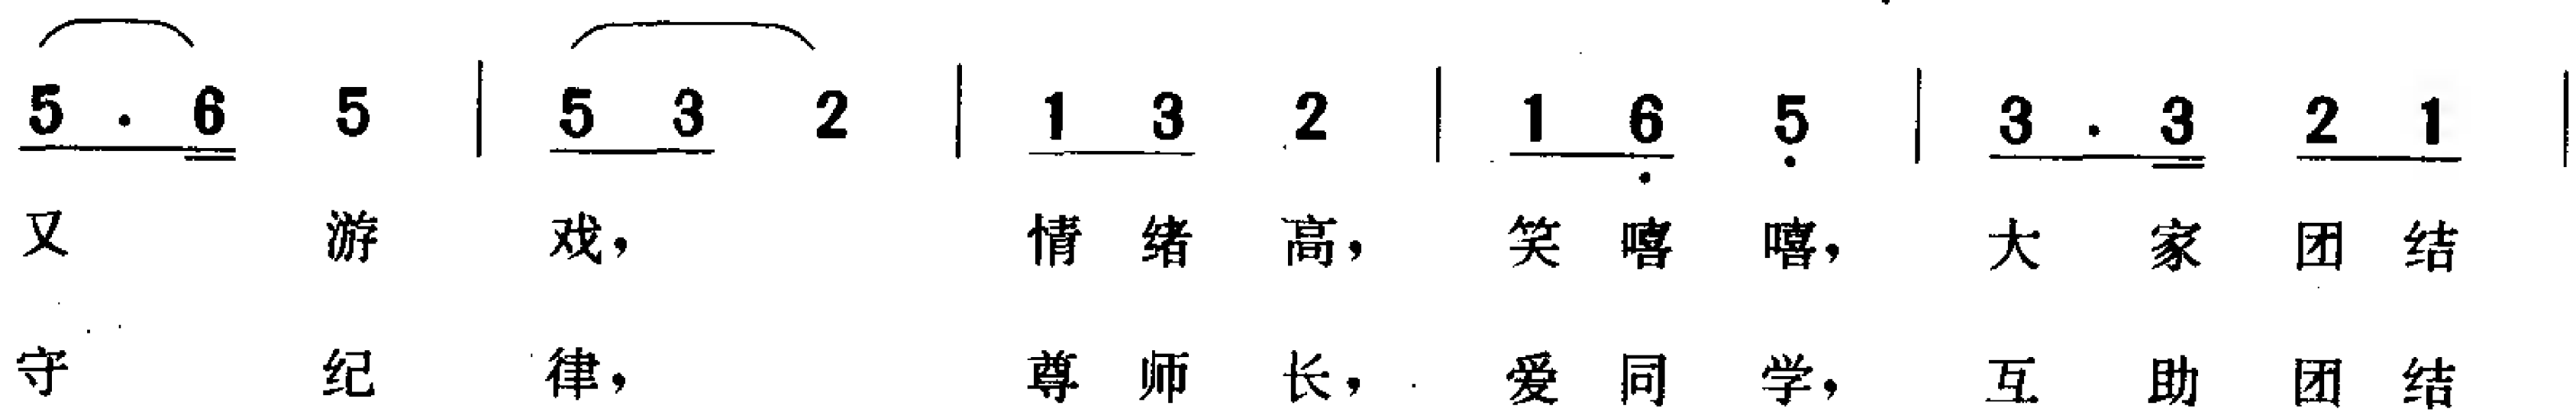 5 . 6 5 | 5 3 2 | 1 3 2 | 1 6 5 | 3 . 3 2 1 |
又 游 戏， 情 绪 高， 笑 嘻 嘻， 大 家 团 结
守 纪 律， 尊 师 长， 爱 同 学， 互 助 团 结